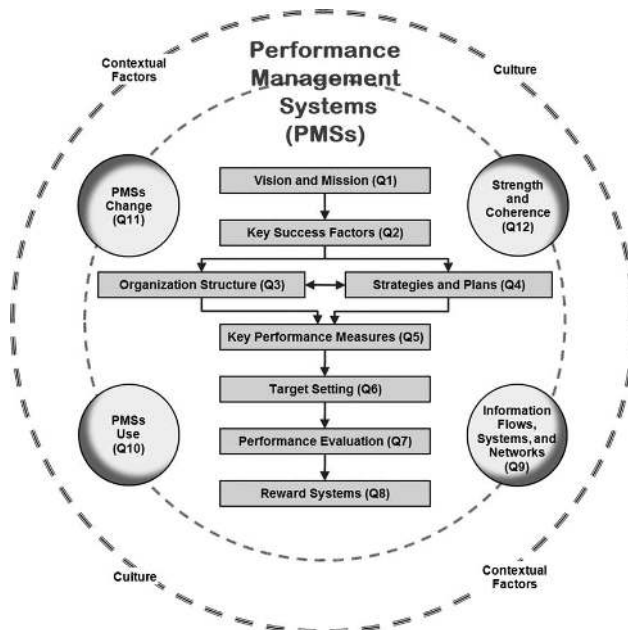 Performance
Management
Systems
(PMSs)
Contextual
Factors
Culture
Vision and Mission (Q1)
PMSs
Change
(Q11)
Strength
and
Coherence
(Q12)
Key Success Factors (Q2)
Organization Structure (Q3)
Strategies and Plans (Q4)
Key Performance Measures (Q5)
Target Setting (Q6)
PMSs
Use
(Q10)
Information
Flows,
Systems, and
Networks
(Q9)
Performance Evaluation (Q7)
Reward Systems (Q8)
Culture
Contextual
Factors